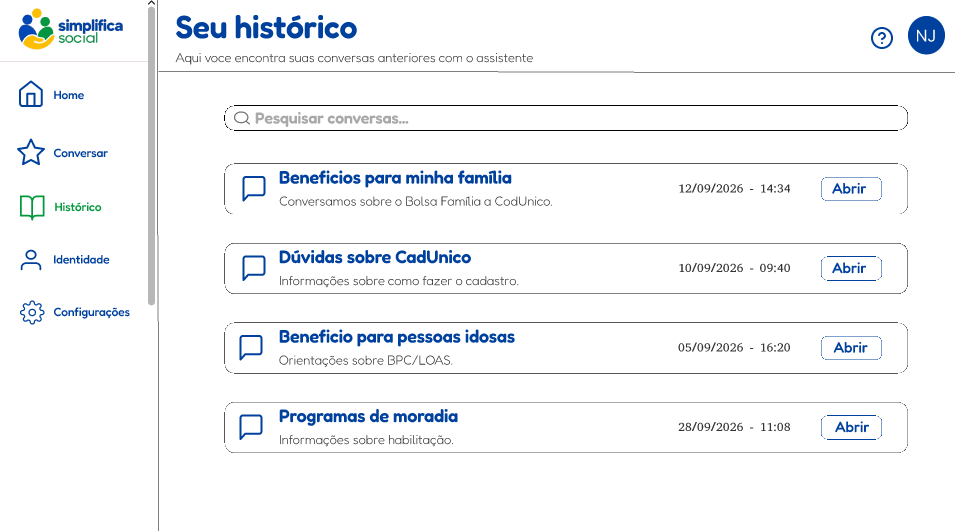 simplifica
social
Home
Conversar
Histórico
Identidade
Configurações
Seu histórico
Aqui voce encontra suas conversas anteriores com o assistente
NJ
Pesquisar conversas...
Beneficios para minha família
Conversamos sobre o Bolsa Família a CodUnico.
12/09/2026 - 14:34
Abrir
Dúvidas sobre CadUnico
Informações sobre como fazer o cadastro.
10/09/2026 - 09:40
Abrir
Beneficio para pessoas idosas
Orientações sobre BPC/LOAS.
05/09/2026 - 16:20
Abrir
Programas de moradia
Informações sobre habilitação.
28/09/2026 - 11:08
Abrir